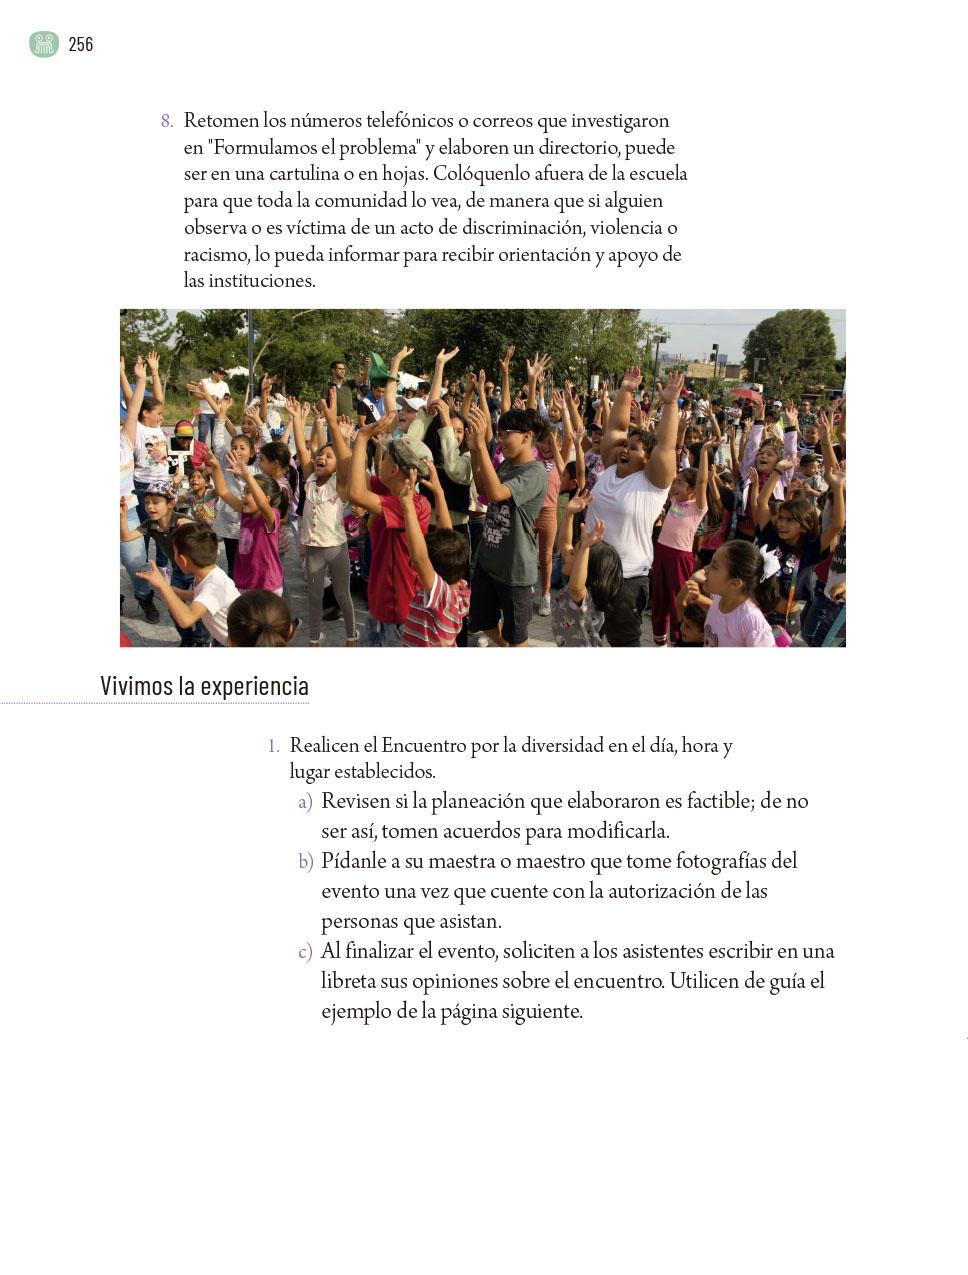 256
8. Retomen los números telefónicos o correos que investigaron
en "Formulamos el problema" y elaboren un directorio, puede
ser en una cartulina o en hojas. Colóquenlo afuera de la escuela
para que toda la comunidad lo vea, de manera que si alguien
observa o es víctima de un acto de discriminación, violencia o
racismo, lo pueda informar para recibir orientación y apoyo de
las instituciones.
STAR
WARS
Vivimos la experiencia
1. Realicen el Encuentro por la diversidad en el día, hora y
lugar establecidos.
a) Revisen si la planeación que elaboraron es factible; de no
ser así, tomen acuerdos para modificarla.
b) Pídanle a su maestra o maestro que tome fotografías del
evento una vez que cuente con la autorización de las
personas que asistan.
c) Al finalizar el evento, soliciten a los asistentes escribir en una
libreta sus opiniones sobre el encuentro. Utilicen de guía el
ejemplo de la página siguiente.